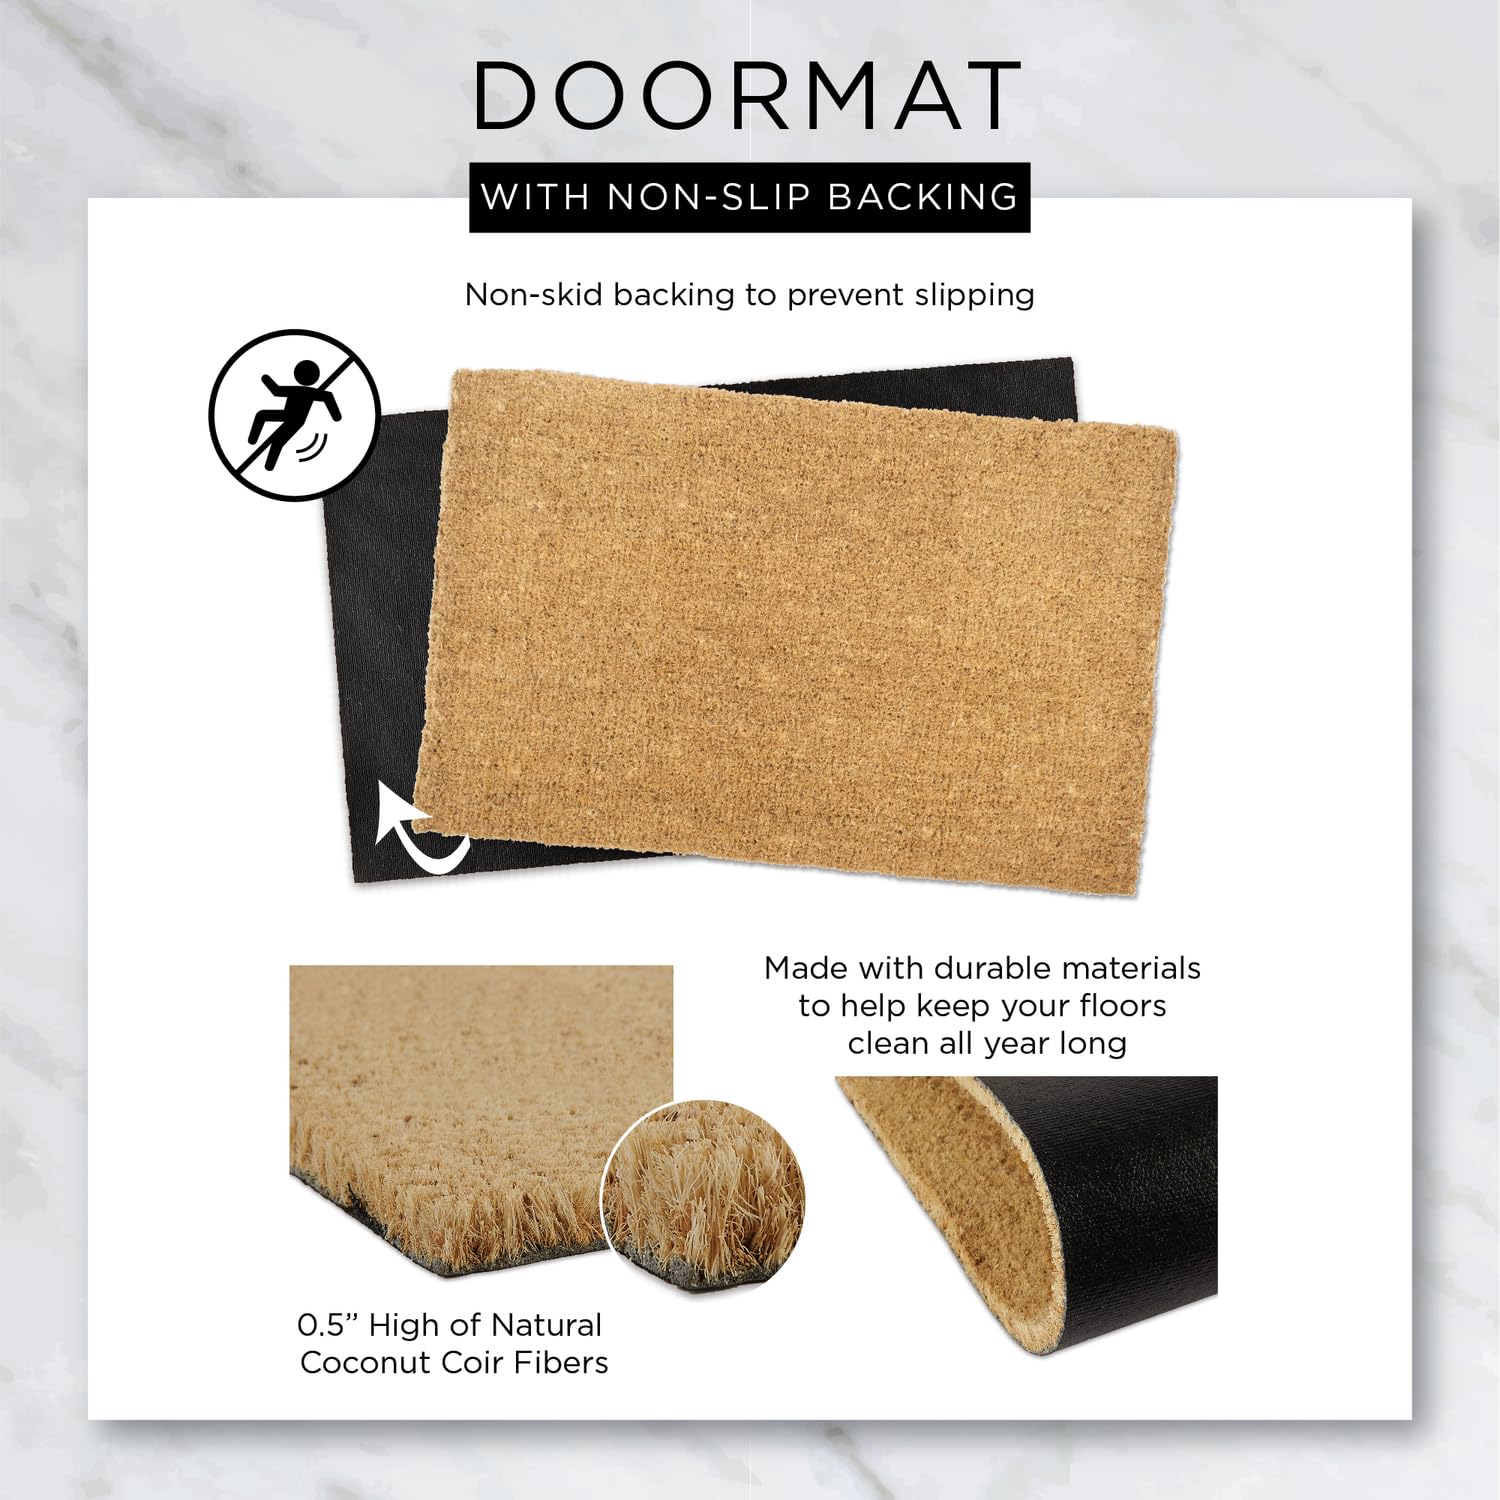 DOORMAT
WITH NON-SLIP BACKING
Non-skid backing to prevent slipping
Made with durable materials
to help keep your floors
clean all year long
0.5” High of Natural
Coconut Coir Fibers